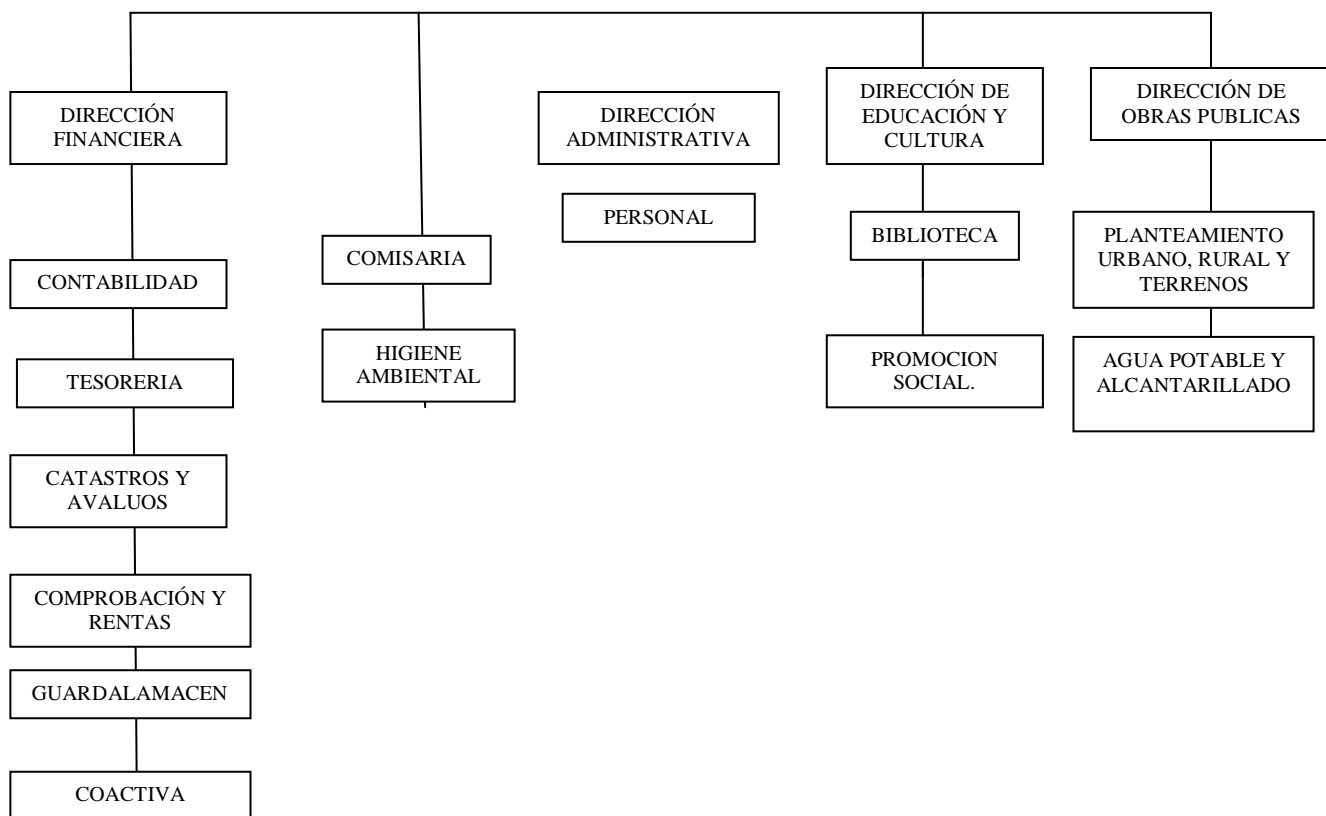 DIRECCIÓN
FINANCIERA
CONTABILIDAD
TESORERIA
CATASTROS Y
AVALUOS
COMPROBACIÓN Y
RENTAS
GUARDALAMACEN
COACTIVA
COMISARIA
HIGIENE
AMBIENTAL
DIRECCIÓN
ADMINISTRATIVA
PERSONAL
DIRECCIÓN DE
EDUCACIÓN Y
CULTURA
BIBLIOTECA
PROMOCION
SOCIAL.
DIRECCIÓN DE
OBRAS PUBLICAS
PLANTEAMIENTO
URBANO, RURAL Y
TERRENOS
AGUA POTABLE Y
ALCANTARILLADO